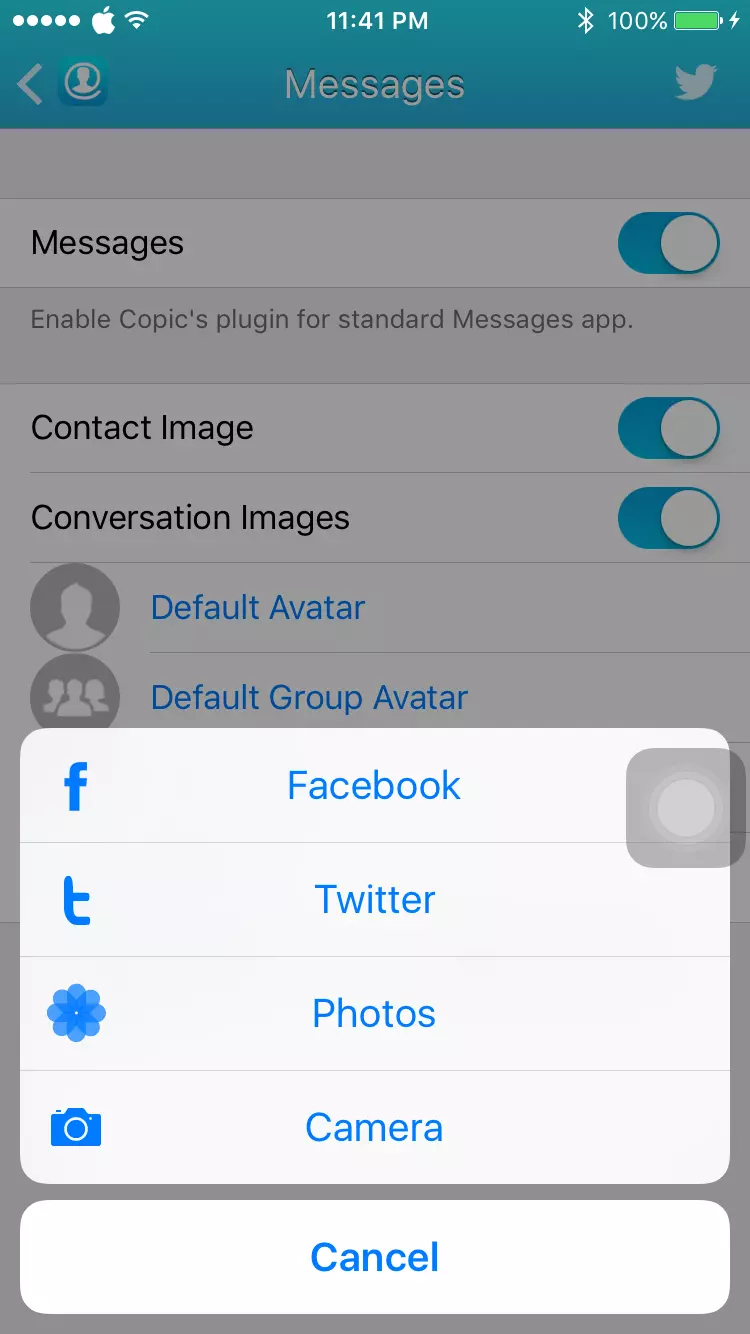 11:41 PM
100%
Messages
Messages
Enable Copic's plugin for standard Messages app.
Contact Image
Conversation Images
Default Avatar
Default Group Avatar
Facebook
Twitter
Photos
Camera
Cancel